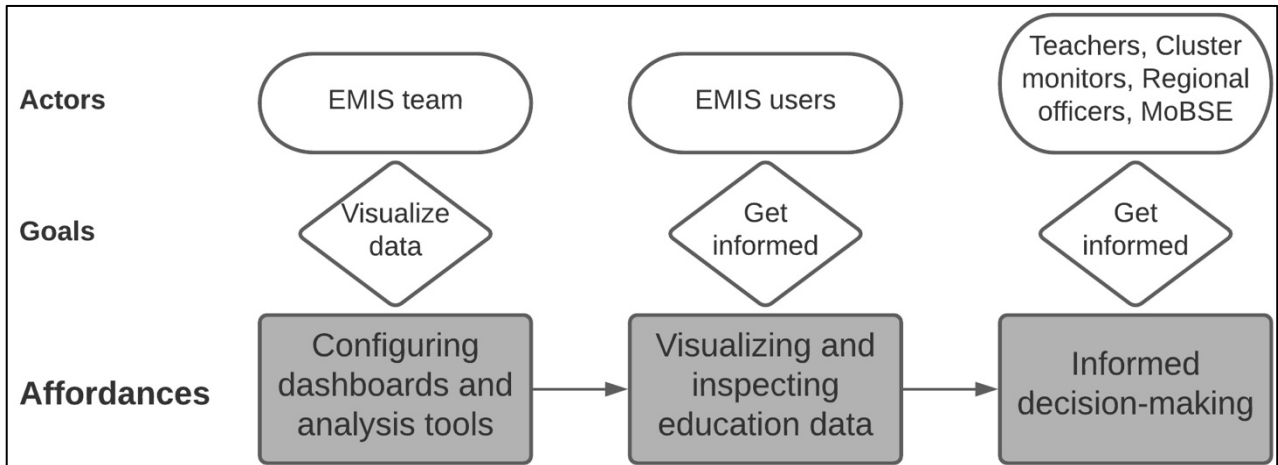 Actors
EMIS team
EMIS users
Teachers, Cluster
monitors, Regional
officers, MoBSE
Goals
Visualize
data
Get
informed
Get
informed
Affordances
Configuring
dashboards and
analysis tools
Visualizing and
inspecting
education data
Informed
decision-making